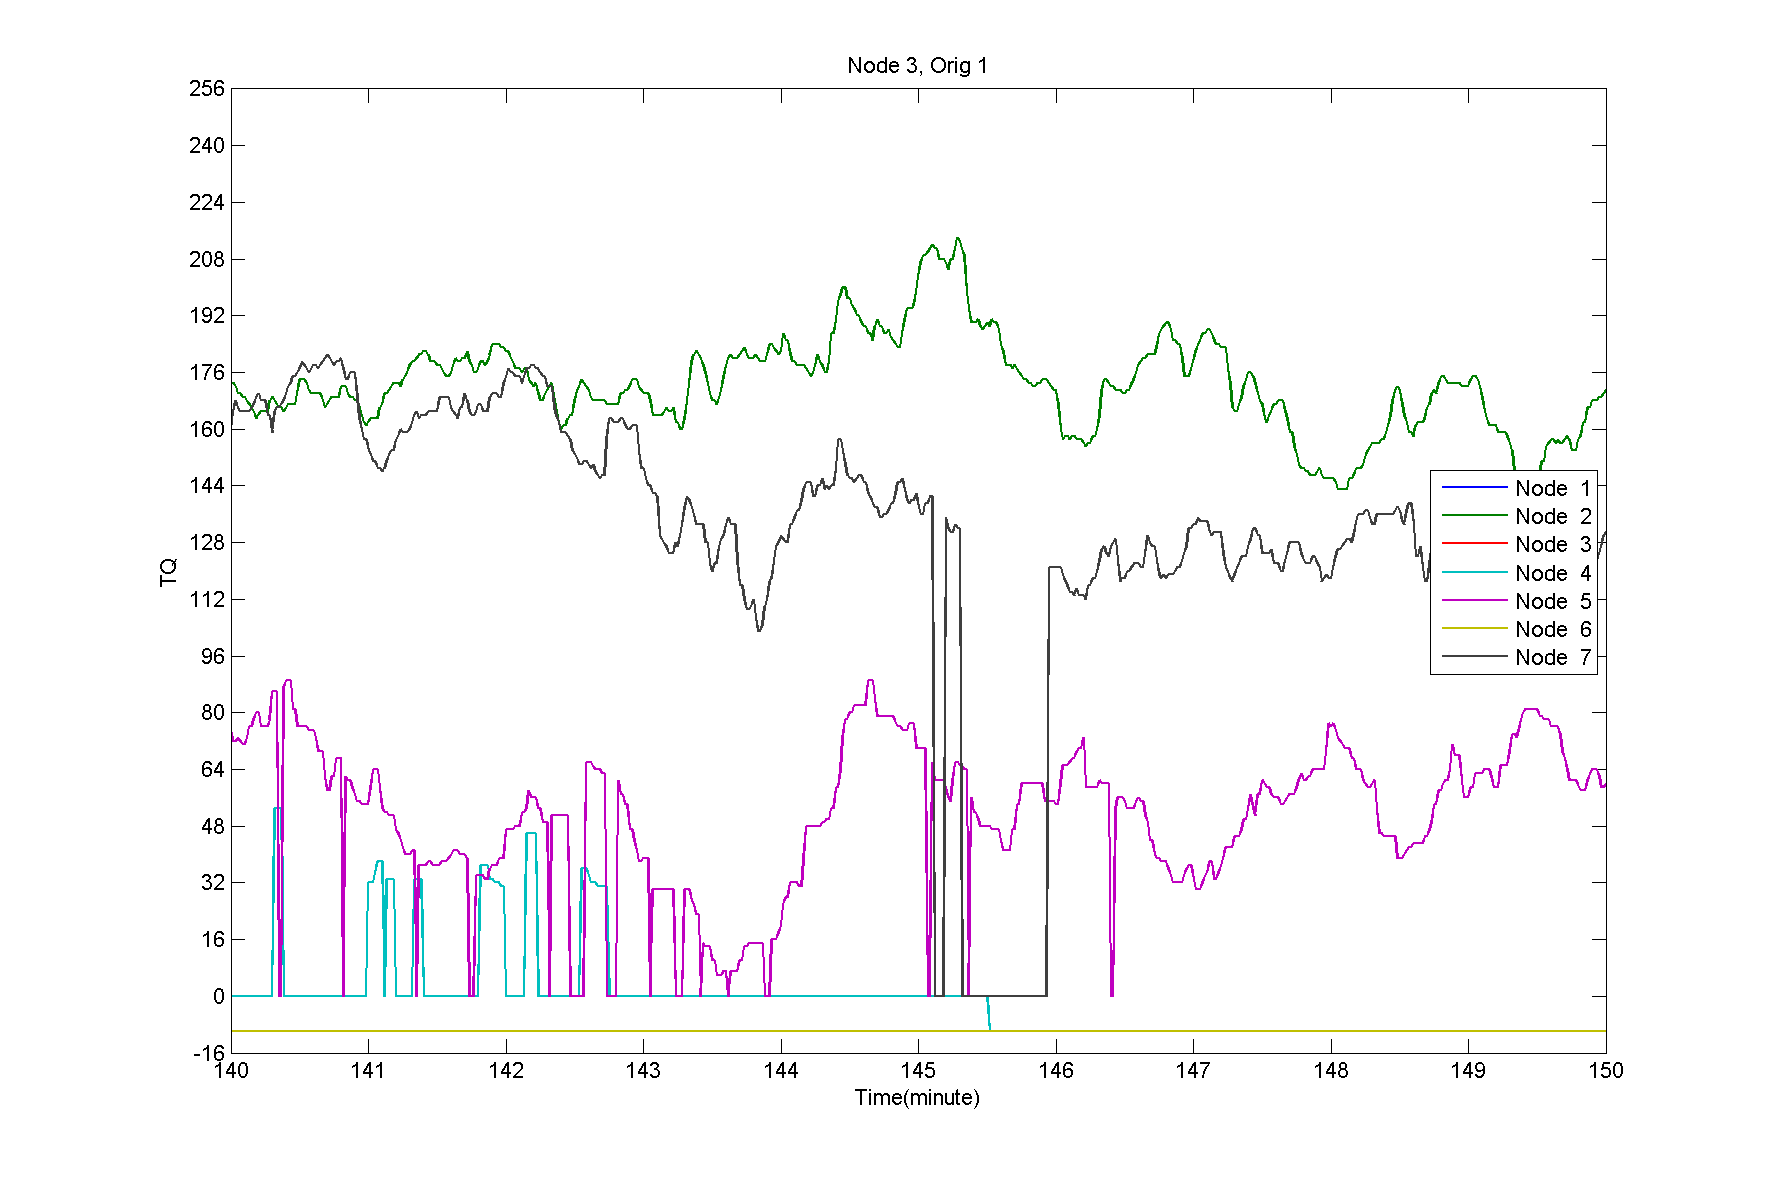 Node 3, Orig 1
256
240
224
208
192
176
160
144
128
112
96
80
64
48
32
16
0
-16
TQ
Node 1
Node 2
Node 3
Node 4
Node 5
Node 6
Node 7
140 141 142 143 144 145 146 147 148 149 150
Time(minute)